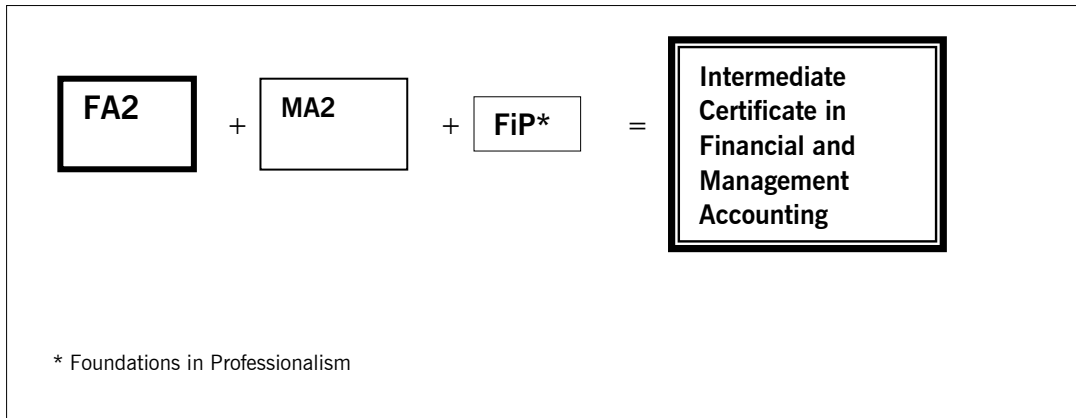 FA2 + MA2 + FiP* =
Intermediate
Certificate in
Financial and
Management
Accounting
* Foundations in Professionalism